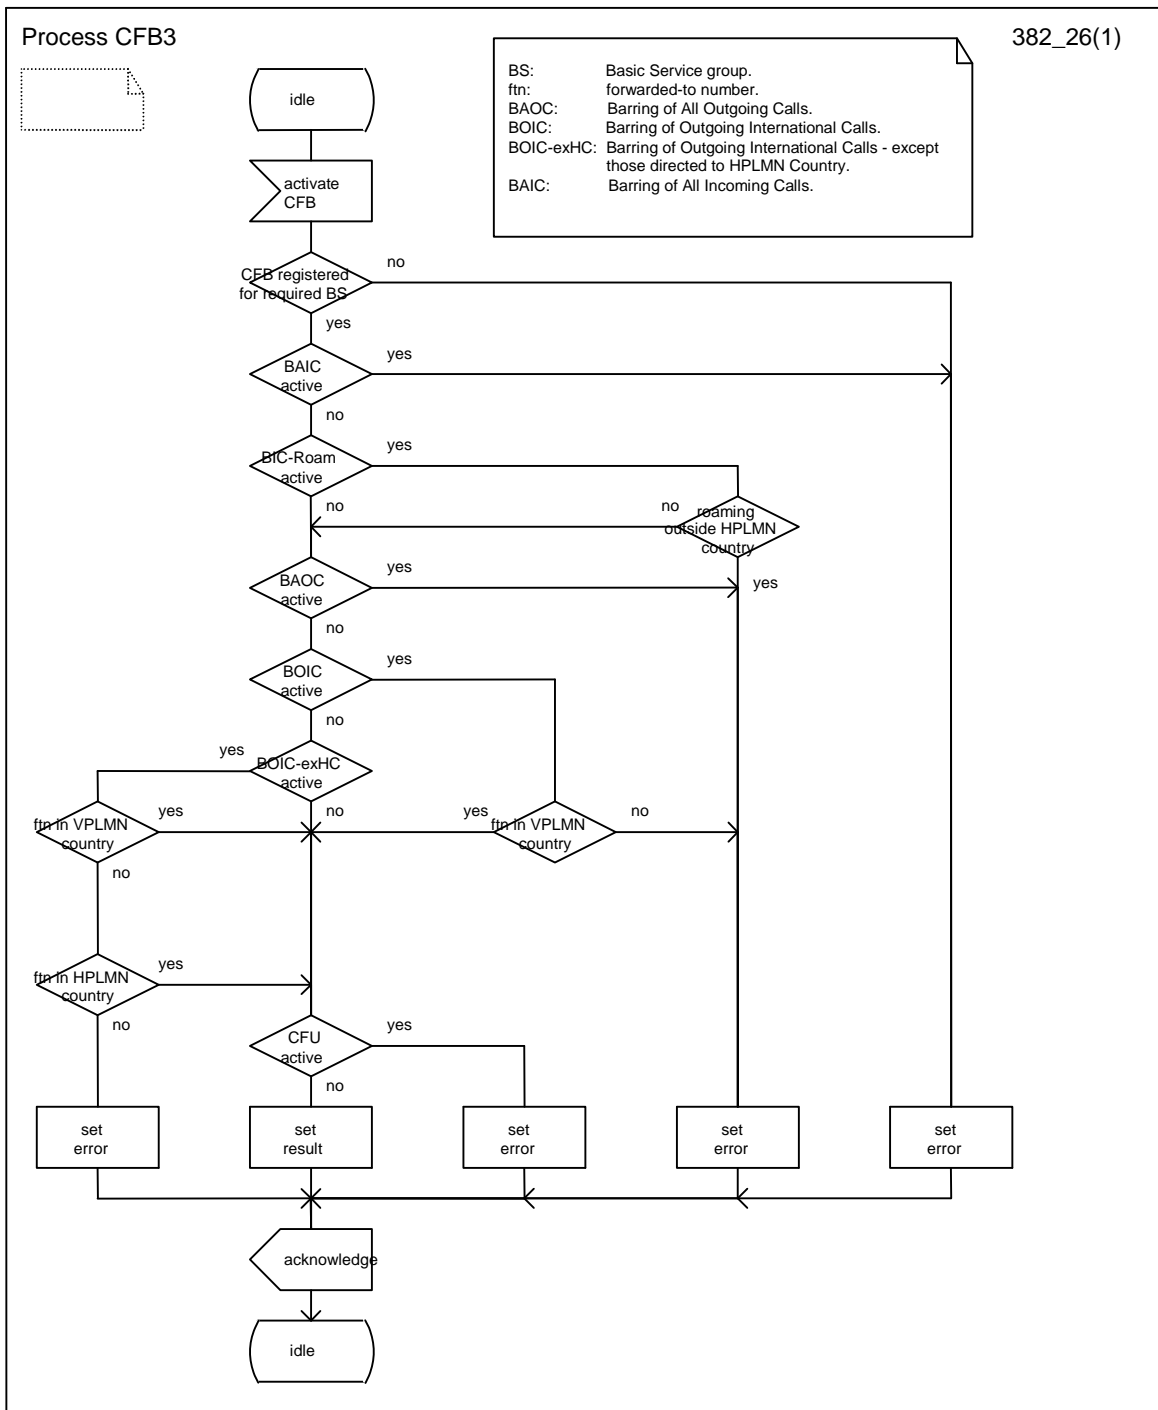 Process CFB3
382_26(1)
BS: Basic Service group.
ftn: forwarded-to number.
BAOC: Barring of All Outgoing Calls.
BOIC: Barring of Outgoing International Calls.
BOIC-exHC: Barring of Outgoing International Calls - except
those directed to HPLMN Country.
BAIC: Barring of All Incoming Calls.
idle
activate
CFB
CFB registered
for required BS
no
yes
BAIC
active
yes
no
BIC-Roam
active
yes
no
roaming
outside HPLMN
country
no
yes
BAOC
active
yes
no
BOIC
active
yes
no
BOIC-exHC
active
yes
no
ftn in VPLMN
country
yes
no
ftn in VPLMN
country
yes
no
ftn in HPLMN
country
yes
no
CFU
active
yes
no
set
error
set
result
set
error
set
error
set
error
acknowledge
idle